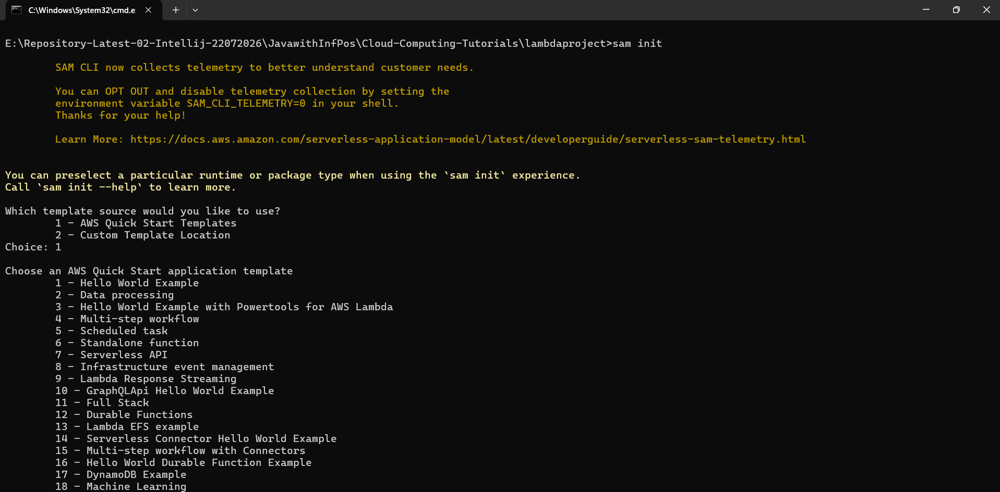 C:\Windows\System32\cmd.e
E:\Repository-Latest-02-Intellij-22072026\JavawithInfPos\Cloud-Computing-Tutorials\lambdaproject>sam init
SAM CLI now collects telemetry to better understand customer needs.
You can OPT OUT and disable telemetry collection by setting the
environment variable SAM_CLI_TELEMETRY=0 in your shell.
Thanks for your help!
Learn More: https://docs.aws.amazon.com/serverless-application-model/latest/developerguide/serverless-sam-telemetry.html
You can preselect a particular runtime or package type when using the `sam init` experience.
Call `sam init --help` to learn more.
Which template source would you like to use?
1 - AWS Quick Start Templates
2 - Custom Template Location
Choice: 1
Choose an AWS Quick Start application template
1 - Hello World Example
2 - Data processing
3 - Hello World Example with Powertools for AWS Lambda
4 - Multi-step workflow
5 - Scheduled task
6 - Standalone function
7 - Serverless API
8 - Infrastructure event management
9 - Lambda Response Streaming
10 - GraphQLApi Hello World Example
11 - Full Stack
12 - Durable Functions
13 - Lambda EFS example
14 - Serverless Connector Hello World Example
15 - Multi-step workflow with Connectors
16 - Hello World Durable Function Example
17 - DynamoDB Example
18 - Machine Learning